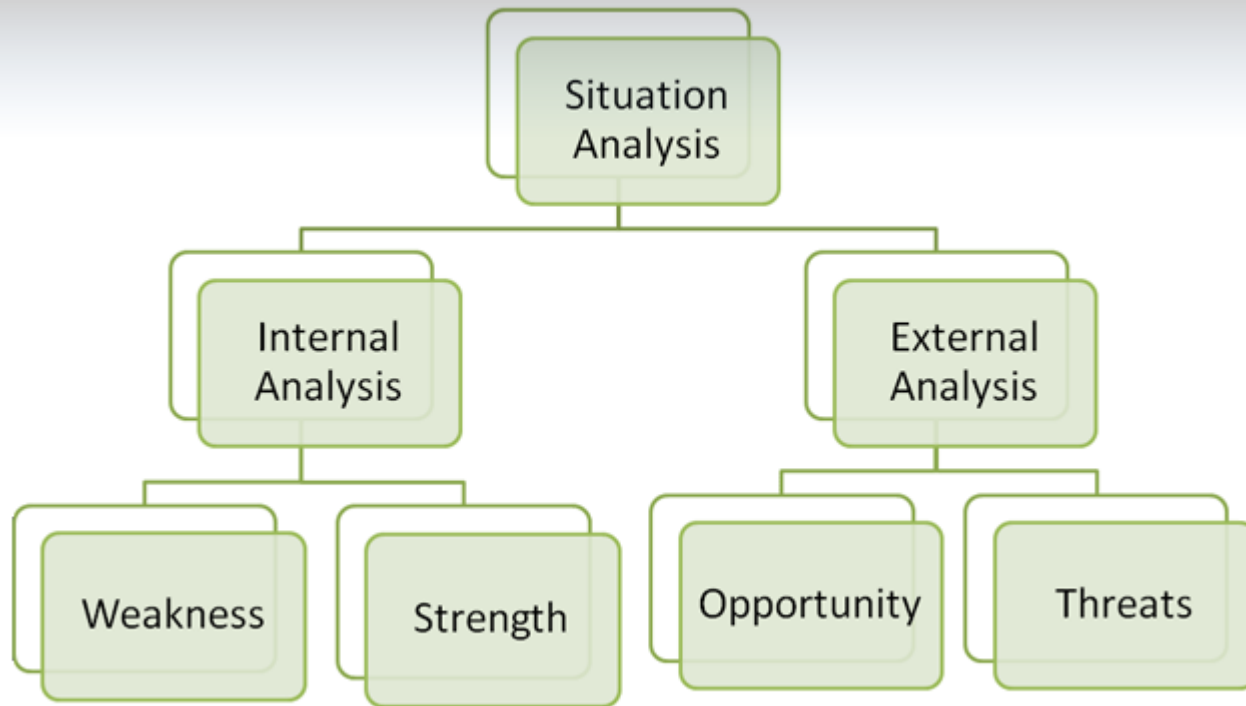 Situation
Analysis
Internal
Analysis
External
Analysis
Weakness
Strength
Opportunity
Threats